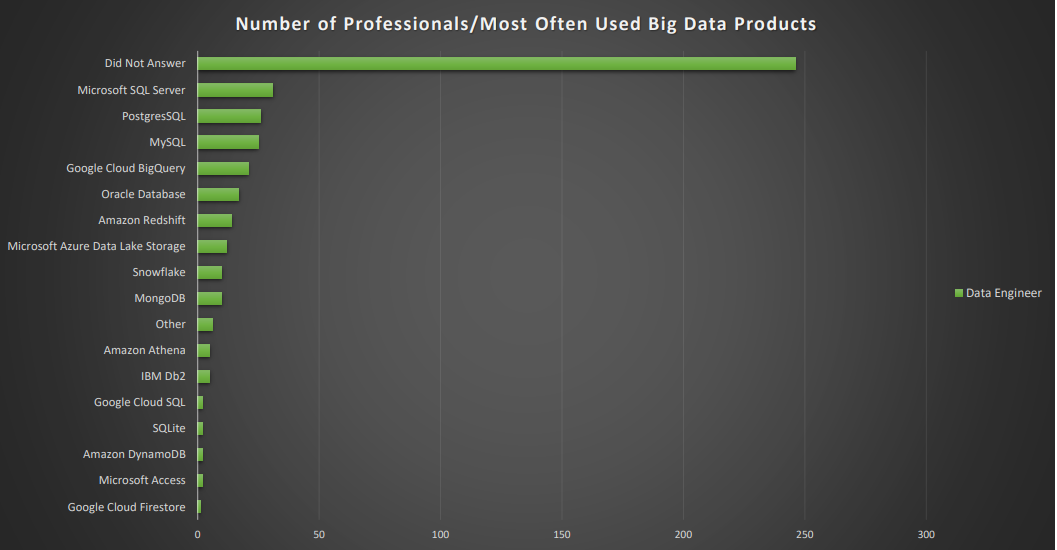 Number of Professionals/Most Often Used Big Data Products
Did Not Answer
Microsoft SQL Server
PostgresSQL
MySQL
Google Cloud BigQuery
Oracle Database
Amazon Redshift
Microsoft Azure Data Lake Storage
Snowflake
MongoDB
Other
Amazon Athena
IBM Db2
Google Cloud SQL
SQLite
Amazon DynamoDB
Microsoft Access
Google Cloud Firestore
0 50 100 150 200 250 300
Data Engineer